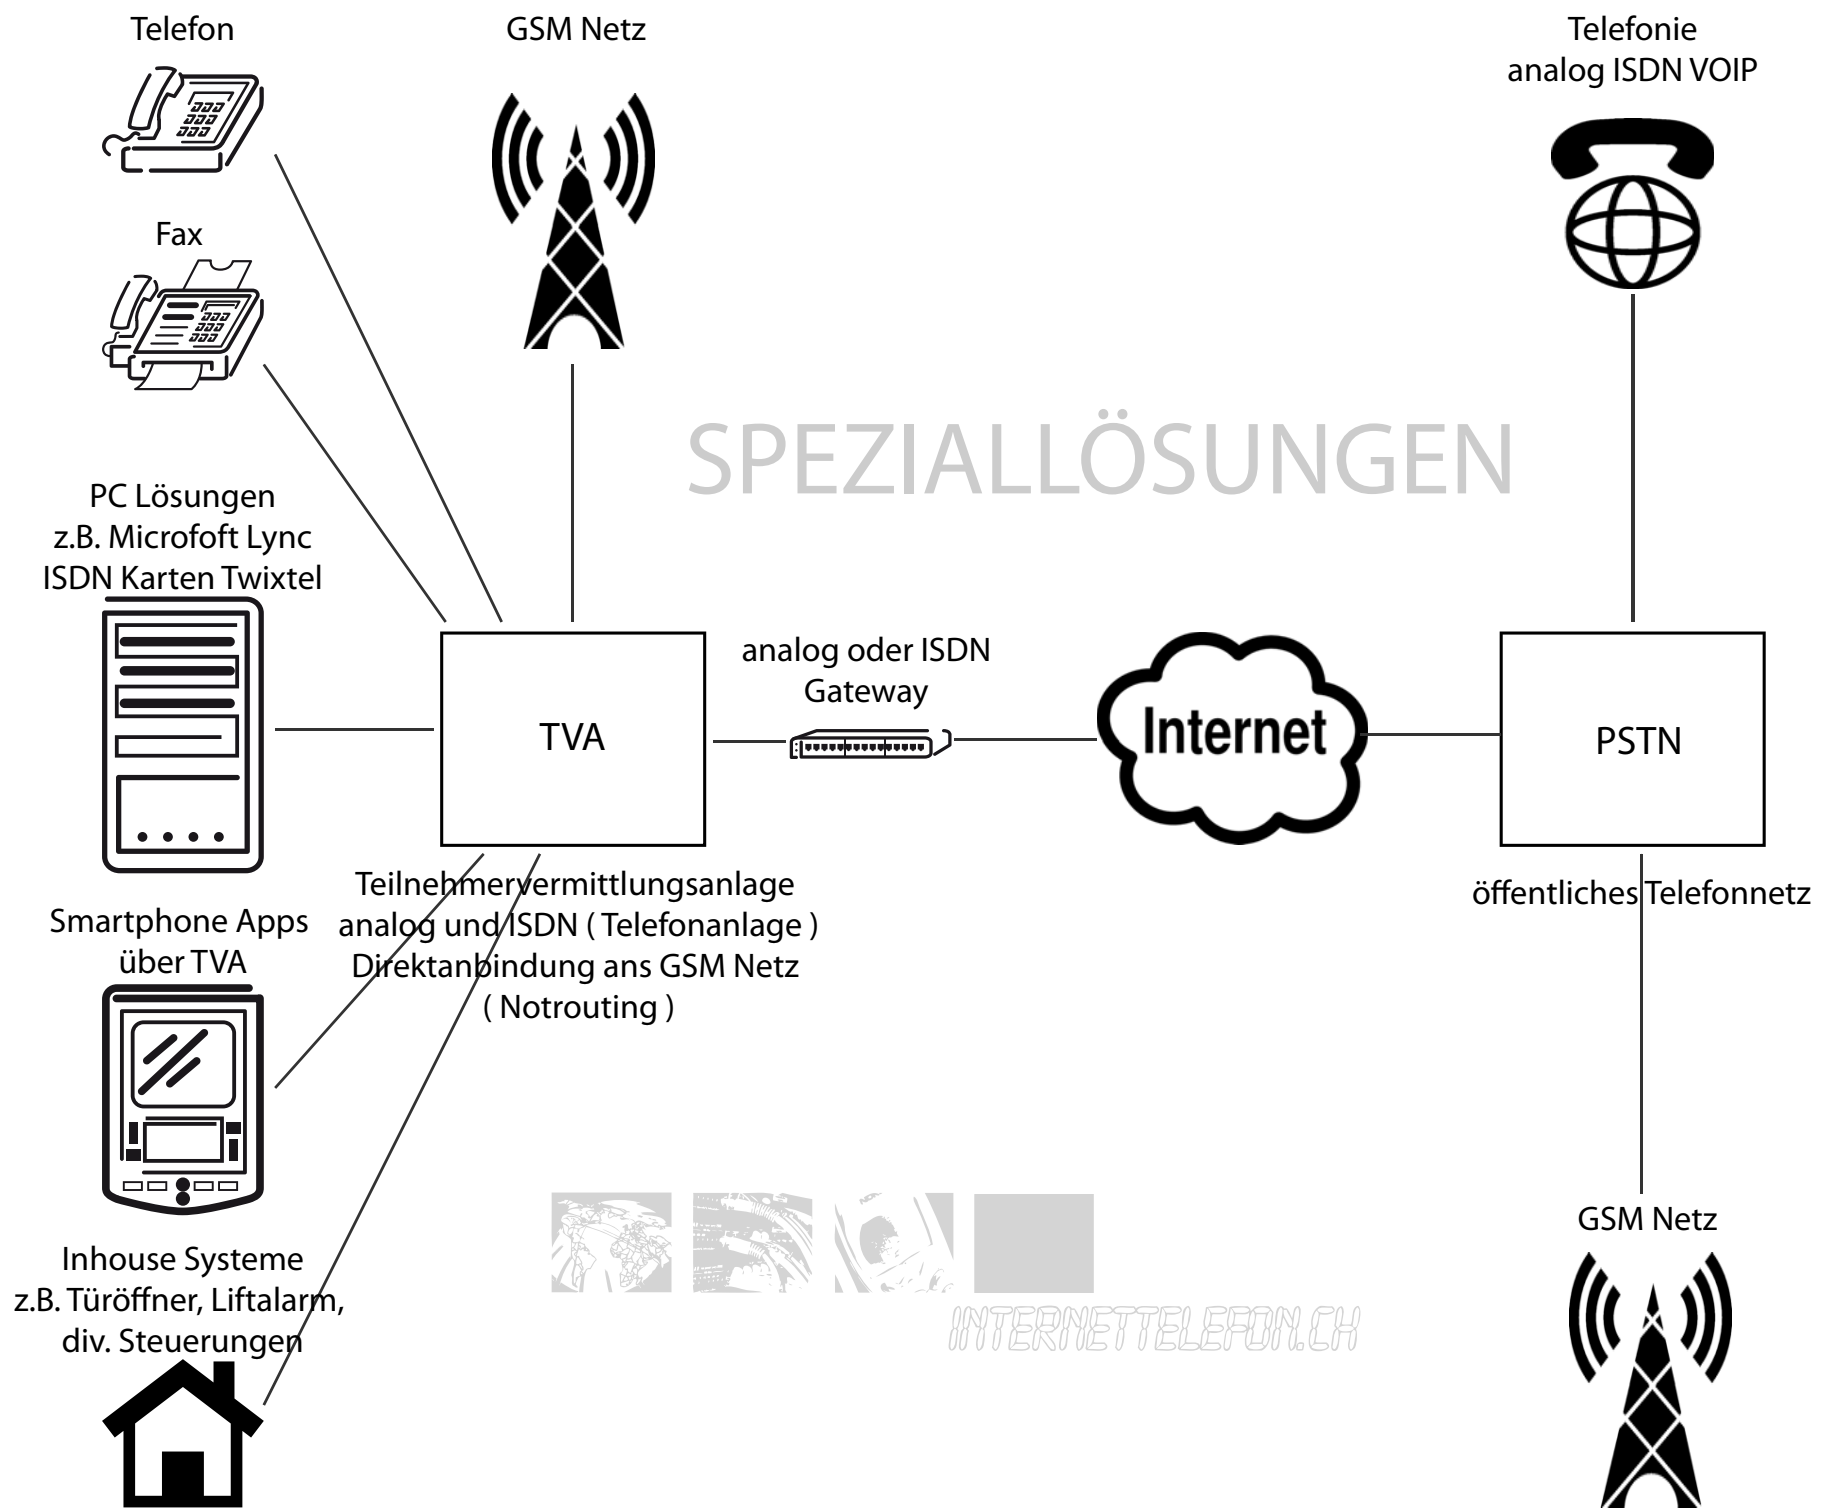 Telefon
GSM Netz
Telefonie
analog ISDN VOIP
Fax
SPEZIALLÖSUNGEN
PC Lösungen
z.B. Microfoft Lync
ISDN Karten Twixtel
analog oder ISDN
Gateway
TVA
Internet
PSTN
Teilnehmervermittlungsanlage
analog und ISDN ( Telefonanlage )
Direktanbindung ans GSM Netz
( Notrouting )
öffentliches Telefonnetz
Smartphone Apps
über TVA
GSM Netz
Inhouse Systeme
z.B. Türöffner, Liftalarm,
div. Steuerungen
INTERNETTELEFON.CH